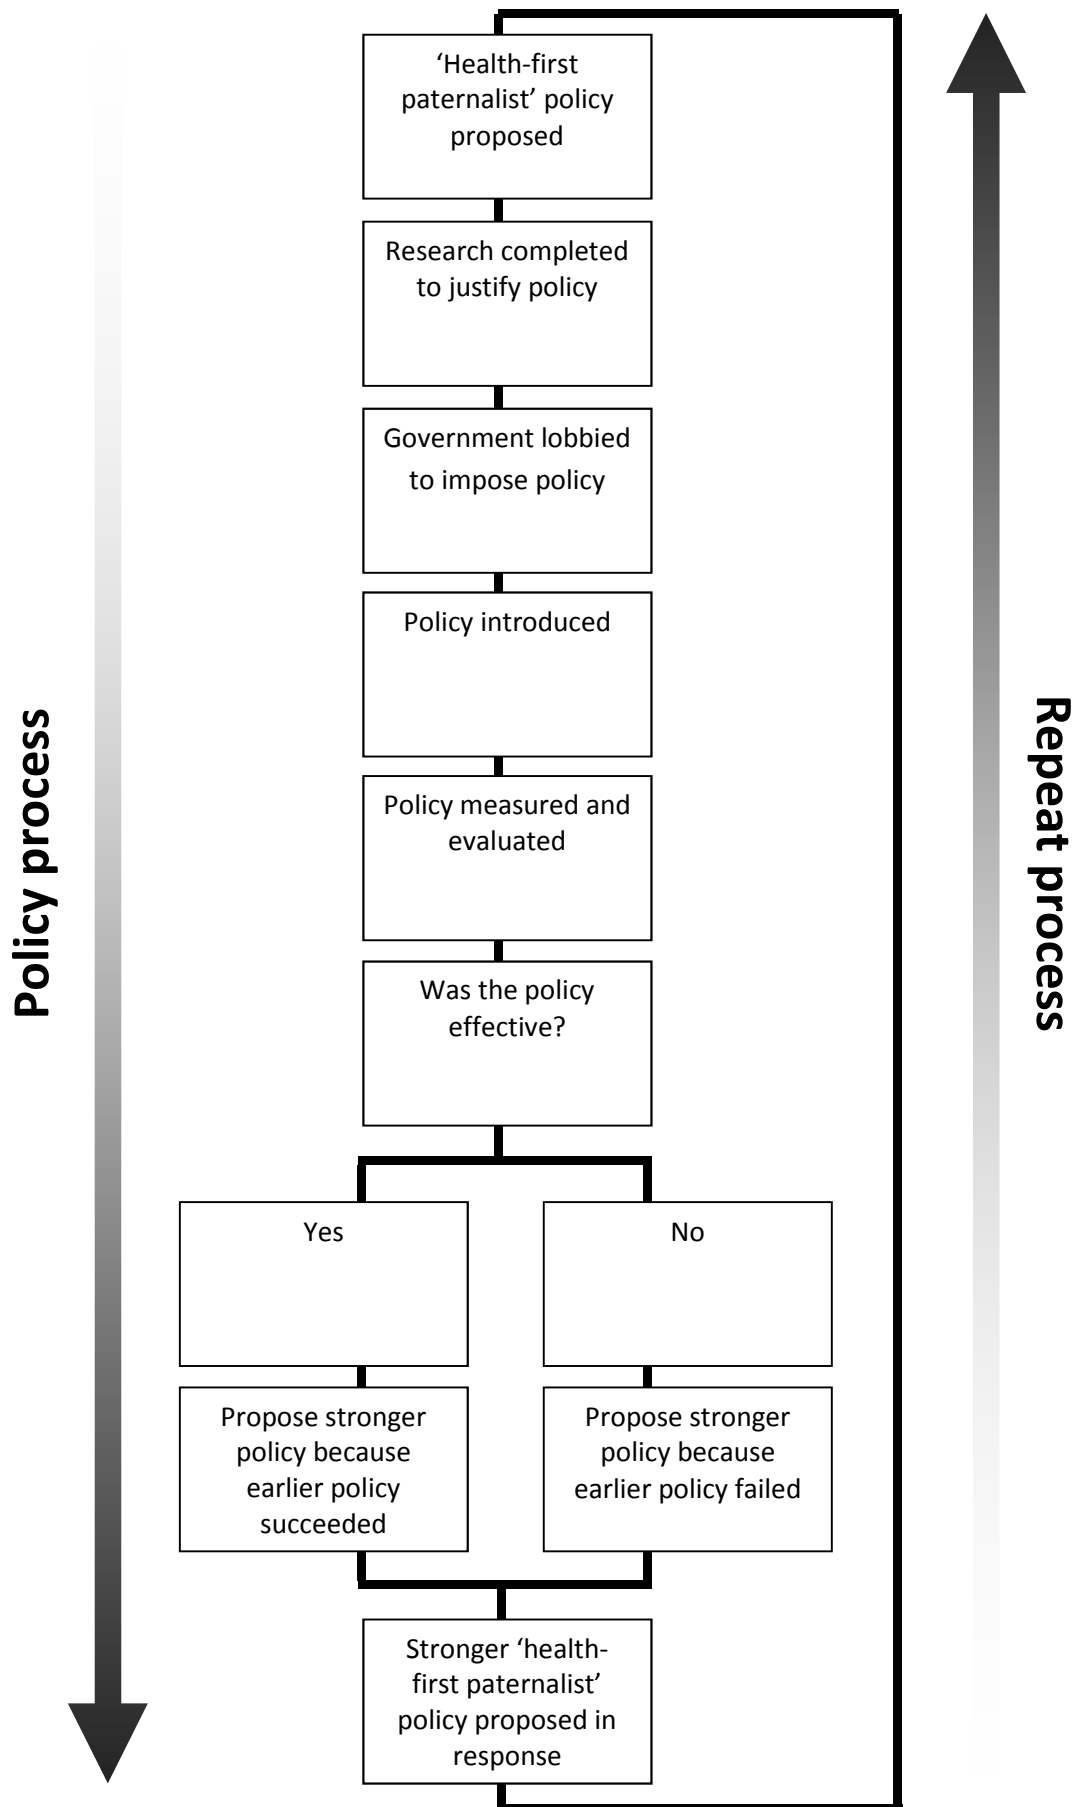 ‘Health-first
paternalist’ policy
proposed
Research completed
to justify policy
Government lobbied
to impose policy
Policy introduced
Policy measured and
evaluated
Was the policy
effective?
Yes
No
Propose stronger
policy because
earlier policy
succeeded
Propose stronger
policy because
earlier policy failed
Stronger ‘health-
first paternalist’
policy proposed in
response
Policy process
Repeat process